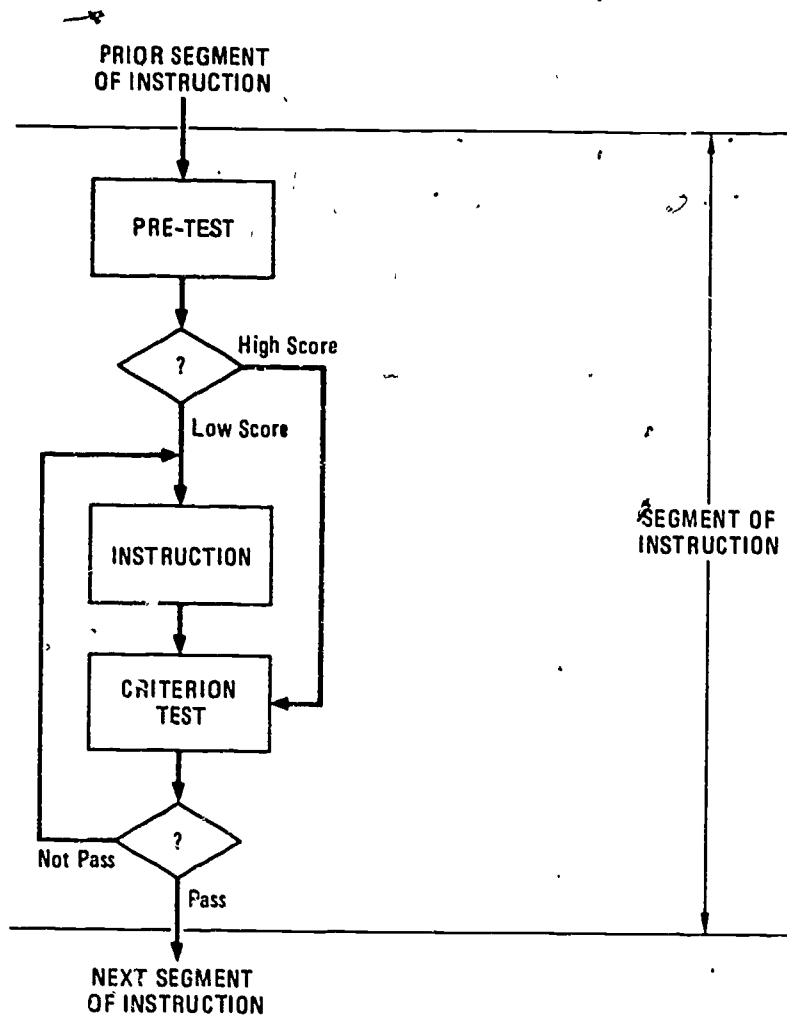 PRIOR SEGMENT
OF INSTRUCTION
PRE-TEST
?
High Score
Low Score
INSTRUCTION
SEGMENT OF
INSTRUCTION
CRITERION
TEST
?
Not Pass
Pass
NEXT SEGMENT
OF INSTRUCTION